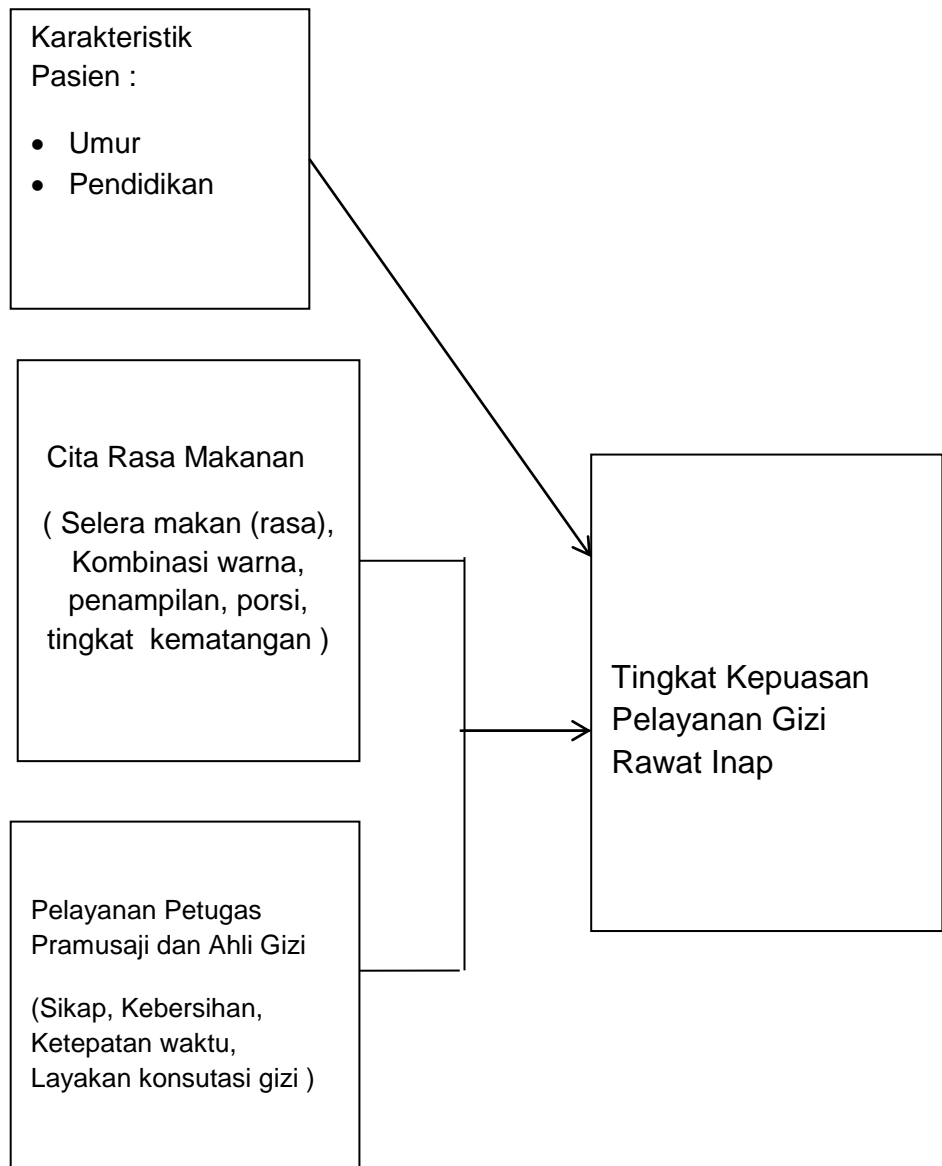 Karakteristik
Pasien :
• Umur
• Pendidikan
Cita Rasa Makanan
( Selera makan (rasa),
Kombinasi warna,
penampilan, porsi,
tingkat kematangan )
Tingkat Kepuasan
Pelayanan Gizi
Rawat Inap
Pelayanan Petugas
Pramusaji dan Ahli Gizi
(Sikap, Kebersihan,
Ketepatan waktu,
Layakan konsutasi gizi )